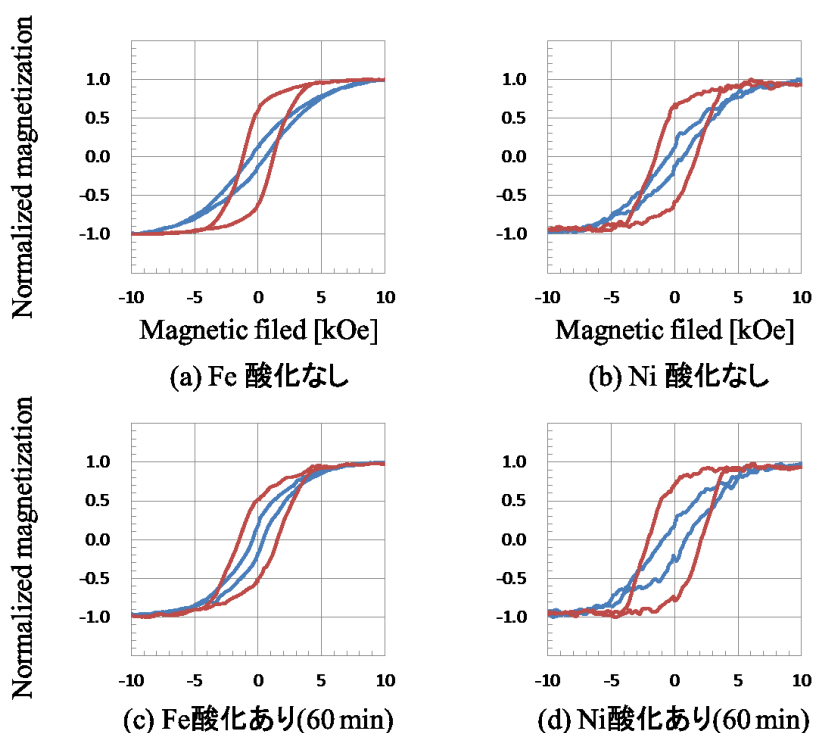 Normalized magnetization
1.0
0.5
0.0
-0.5
-1.0
-10 -5 0 5 10
Magnetic filed [kOe]
(a) Fe 酸化なし
1.0
0.5
0.0
-0.5
-1.0
-10 -5 0 5 10
Magnetic filed [kOe]
(b) Ni 酸化なし
Normalized magnetization
1.0
0.5
0.0
-0.5
-1.0
-10 -5 0 5 10
(c) Fe酸化あり(60 min)
1.0
0.5
0.0
-0.5
-1.0
-10 -5 0 5 10
(d) Ni酸化あり(60 min)